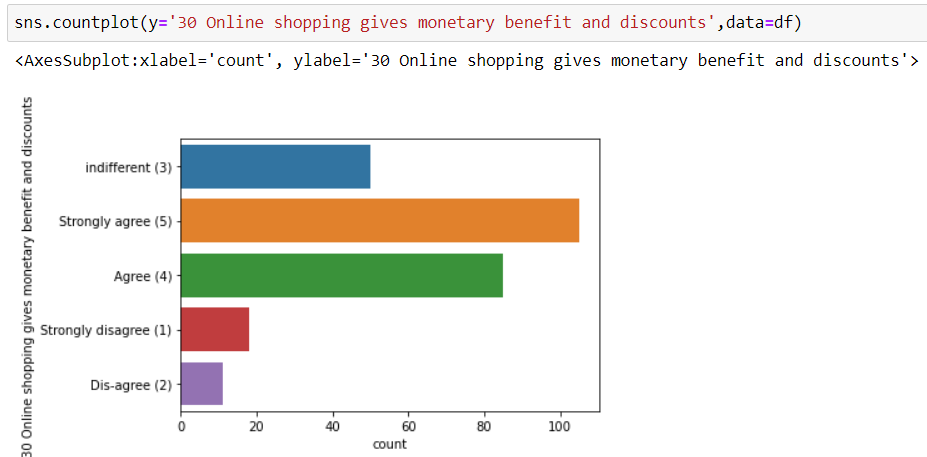 sns.countplot(y='30 Online shopping gives monetary benefit and discounts',data=df)
<AxesSubplot:xlabel='count', ylabel='30 Online shopping gives monetary benefit and discounts'>
30 Online shopping gives monetary benefit and discounts
indifferent (3)
Strongly agree (5)
Agree (4)
Strongly disagree (1)
Dis-agree (2)
0 20 40 60 80 100
count